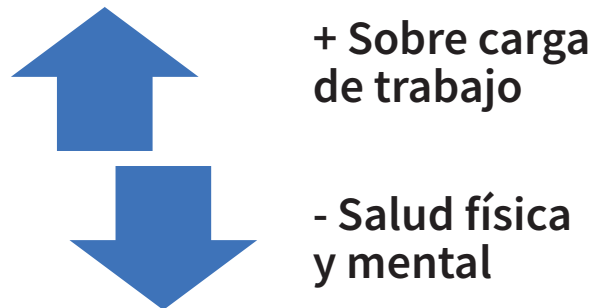 + Sobre carga
de trabajo
- Salud física
y mental